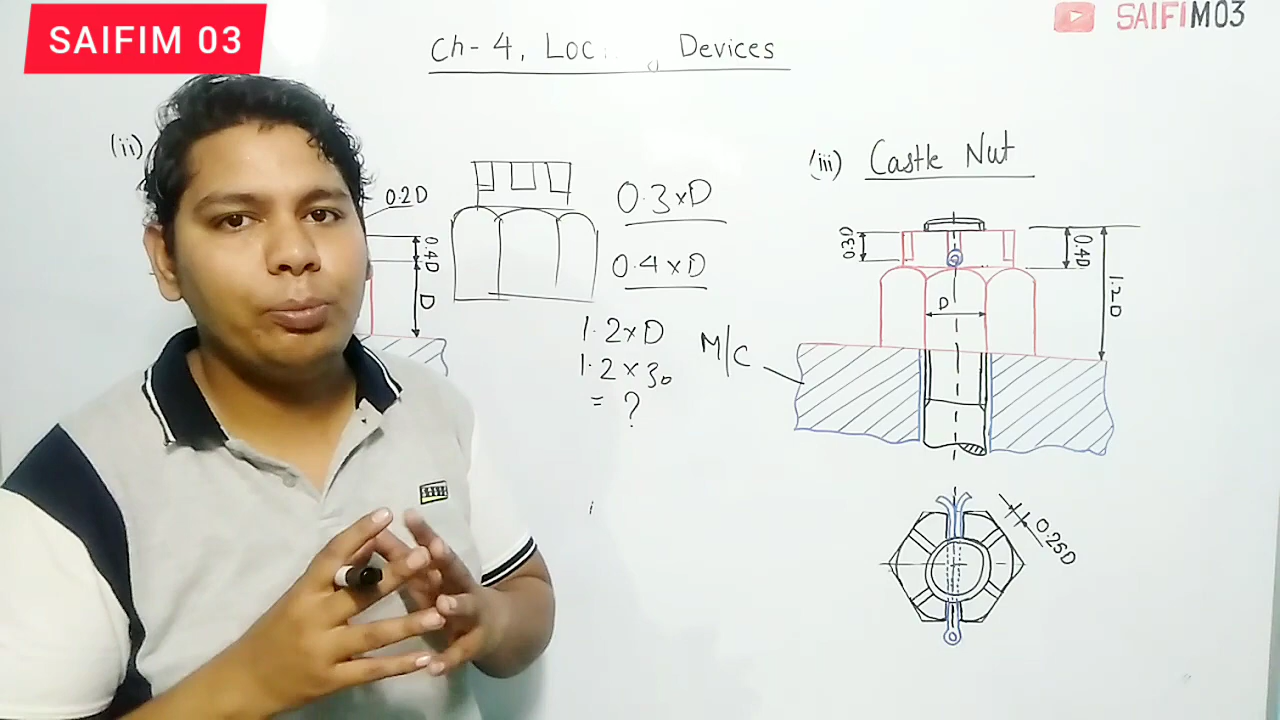 SAIFIM 03
SAIFIM03
Ch-4, Loc Devices
(ii)
0.2D
0.4D
D
0.3×D
0.4×D
1.2×D
1.2×30
= ?
M/C
(iii) Castle Nut
0.3D
0.4D
1.2D
D
0.25D